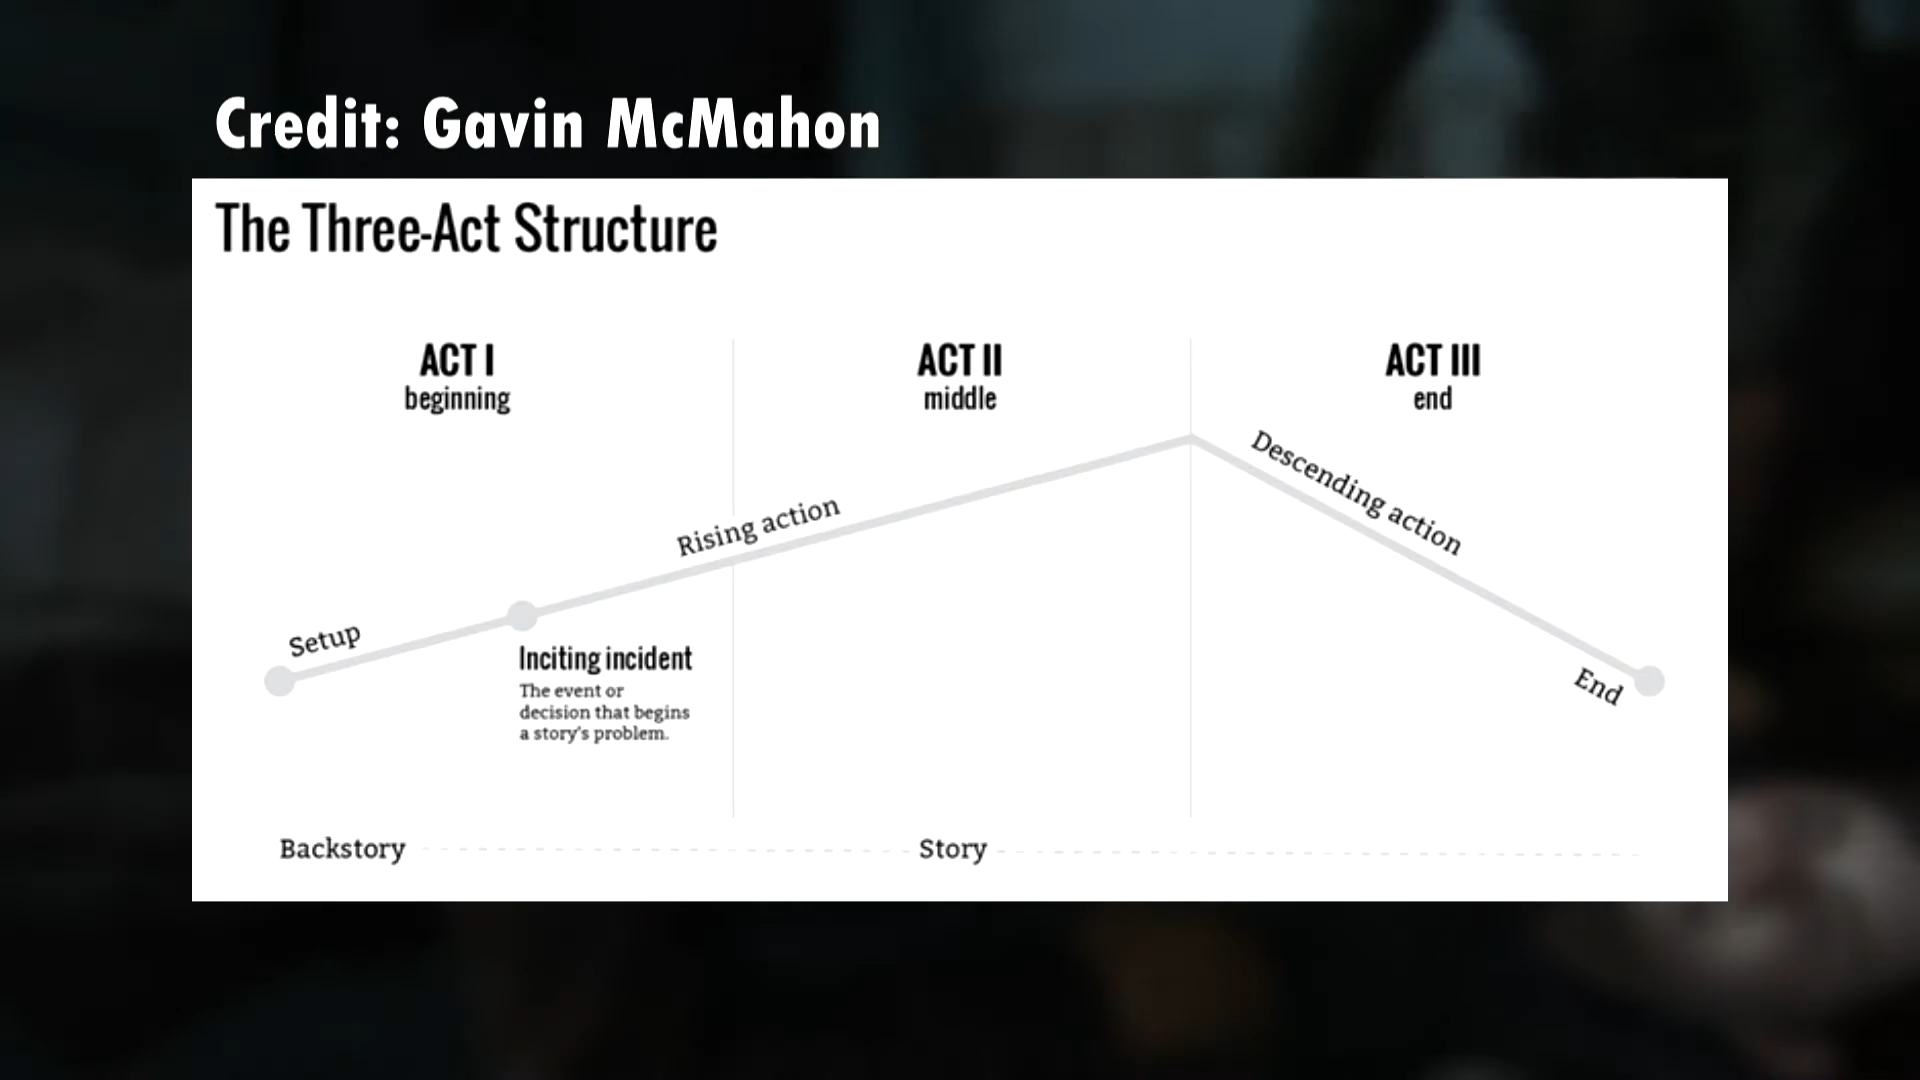 Credit: Gavin McMahon
The Three-Act Structure
ACT I
beginning
ACT II
middle
ACT III
end
Descending action
Rising action
Setup
Inciting incident
The event or
decision that begins
a story's problem.
End
Backstory
Story